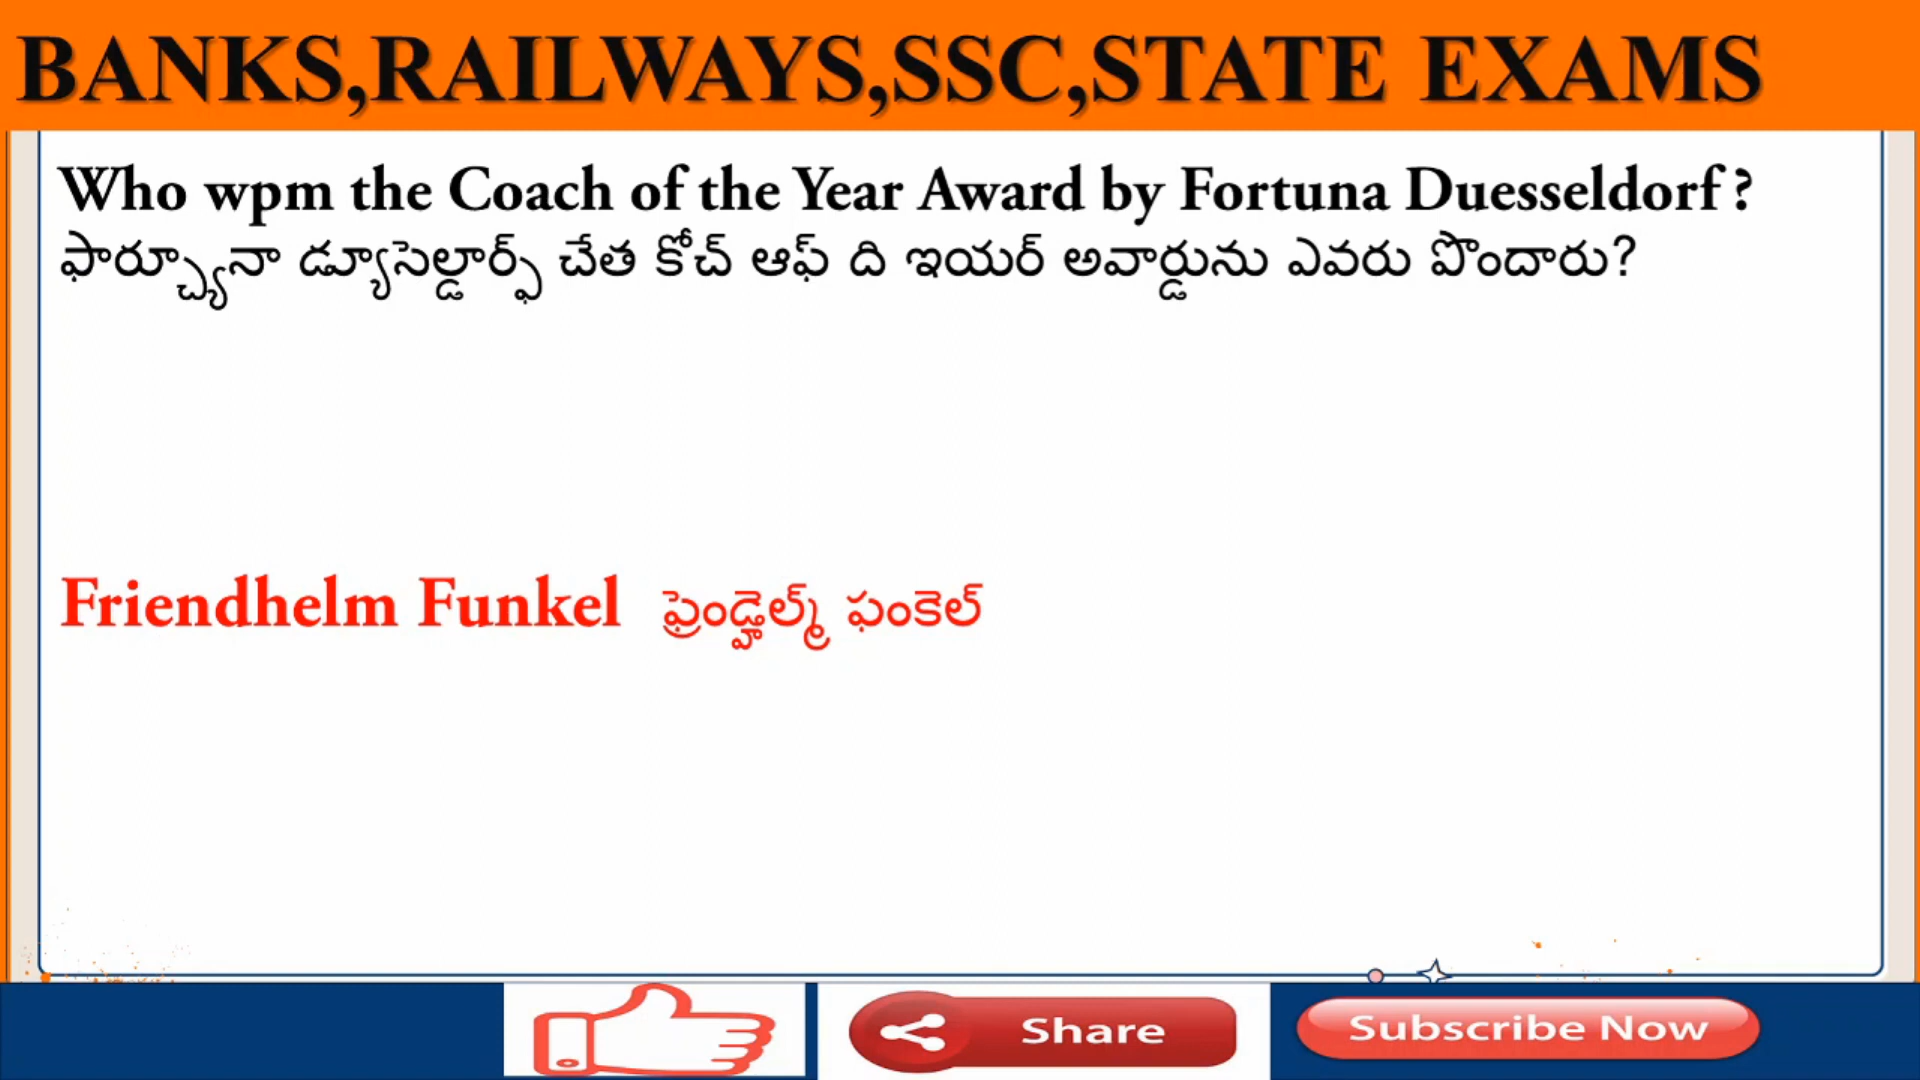 BANKS,RAILWAYS,SSC,STATE EXAMS
Who wpm the Coach of the Year Award by Fortuna Duesseldorf?
ఫార్చ్యూనా డ్యూసెల్డార్ఫ్ చేత కోచ్ ఆఫ్ ది ఇయర్ అవార్డును ఎవరు పొందారు?
Friendhelm Funkel ఫ్రెండ్హెల్మ్ ఫంకెల్
Share
Subscribe Now